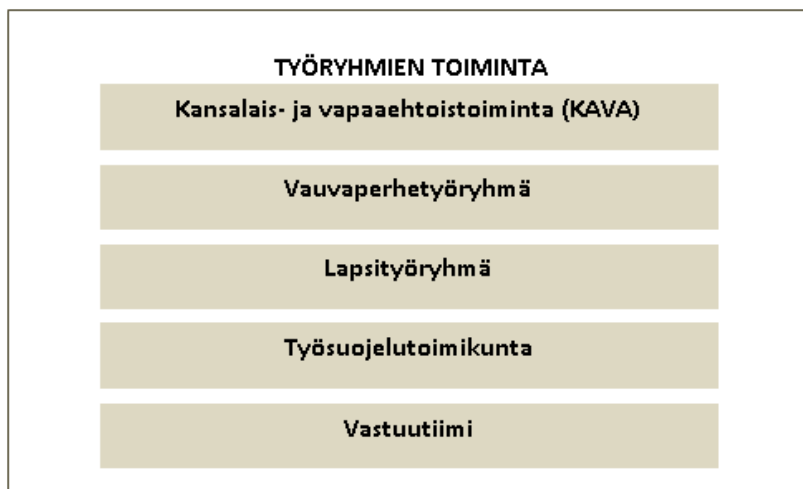 TYÖRYHMIEN TOIMINTA
Kansalais- ja vapaaehtoistoiminta (KAVA)
Vauvaperhetyöryhmä
Lapsityöryhmä
Työsuojelutoimikunta
Vastuutiimi